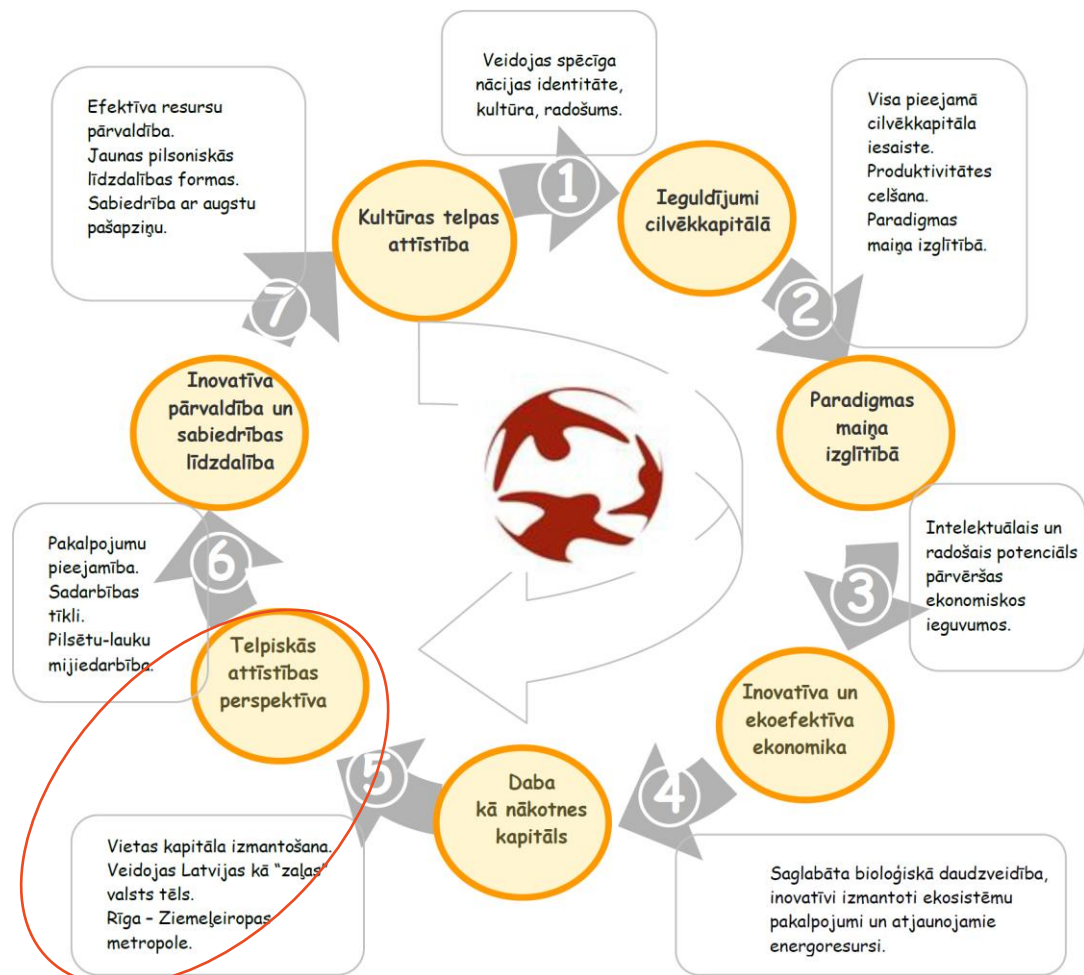 Veidojas spēcīga
nācijas identitāte,
kultūra, radošums.
Efektīva resursu
pārvaldība.
Jaunas pilsoniskās
līdzdalības formas.
Sabiedrība ar augstu
pašapziņu.
Visa pieejamā
cilvēkkapitāla
iesaiste.
Produktivitātes
celšana.
Paradigmas
maiņa izglītībā.
1
Kultūras telpas
attīstība
Ieguldījumi
cilvēkkapitālā
2
7
Inovatīva
pārvaldība un
sabiedrības
līdzdalība
Paradigmas
maiņa
izglītībā
Pakalpojumu
pieejamība.
Sadarbības
tīkli.
Pilsētu-lauku
mijiedarbība.
6
3
Intelektuālais un
radošais potenciāls
pārvēršas
ekonomiskos
ieguvumos.
Telpiskās
attīstības
perspektīva
Inovatīva un
ekoefektīva
ekonomika
5
Daba
kā nākotnes
kapitāls
4
Vietas kapitāla izmantošana.
Veidojas Latvijas kā “zaļas”
valsts tēls.
Rīga – Ziemeļeiropas
metropole.
Saglabāta bioloģiskā daudzveidība,
inovatīvi izmantoti ekosistēmu
pakalpojumi un atjaunojamie
energoresursi.